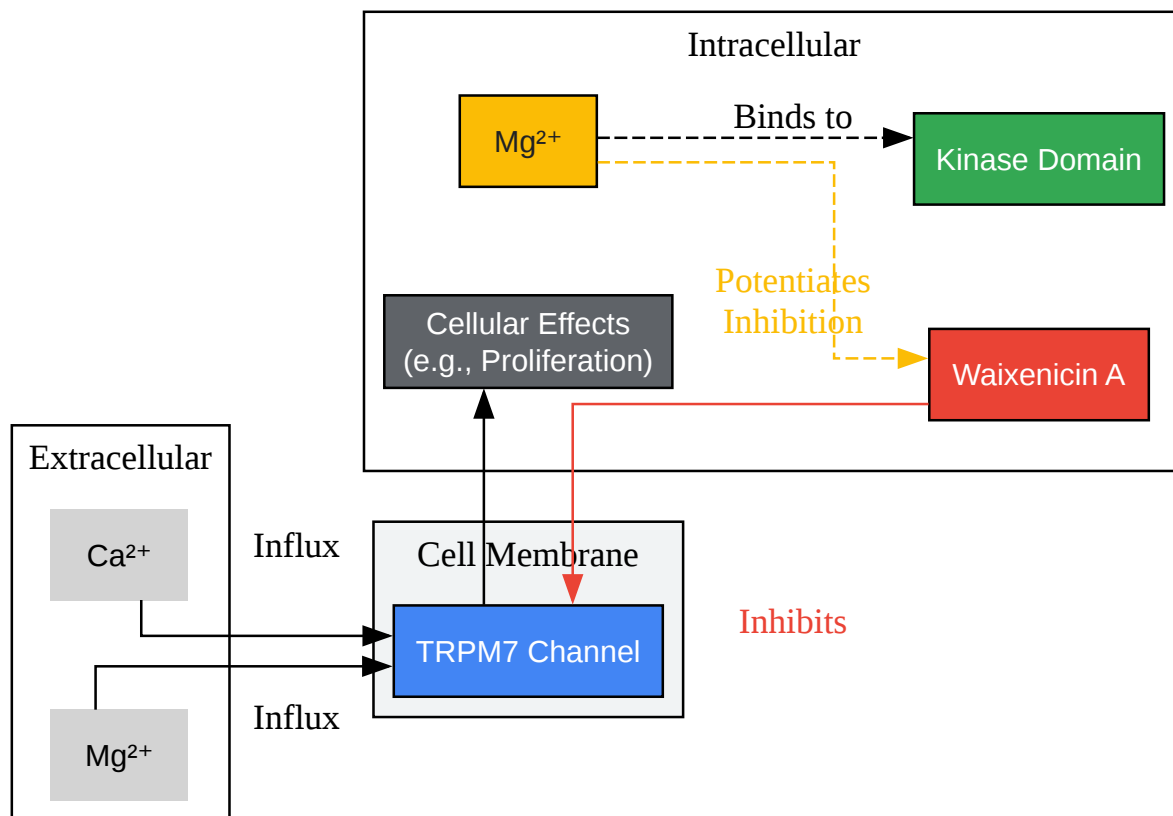 Intracellular
Mg²⁺
Binds to
Kinase Domain
Potentiates
Inhibition
Cellular Effects
(e.g., Proliferation)
Waixenicin A
Extracellular
Ca²⁺
Influx
Cell Membrane
TRPM7 Channel
Inhibits
Mg²⁺
Influx